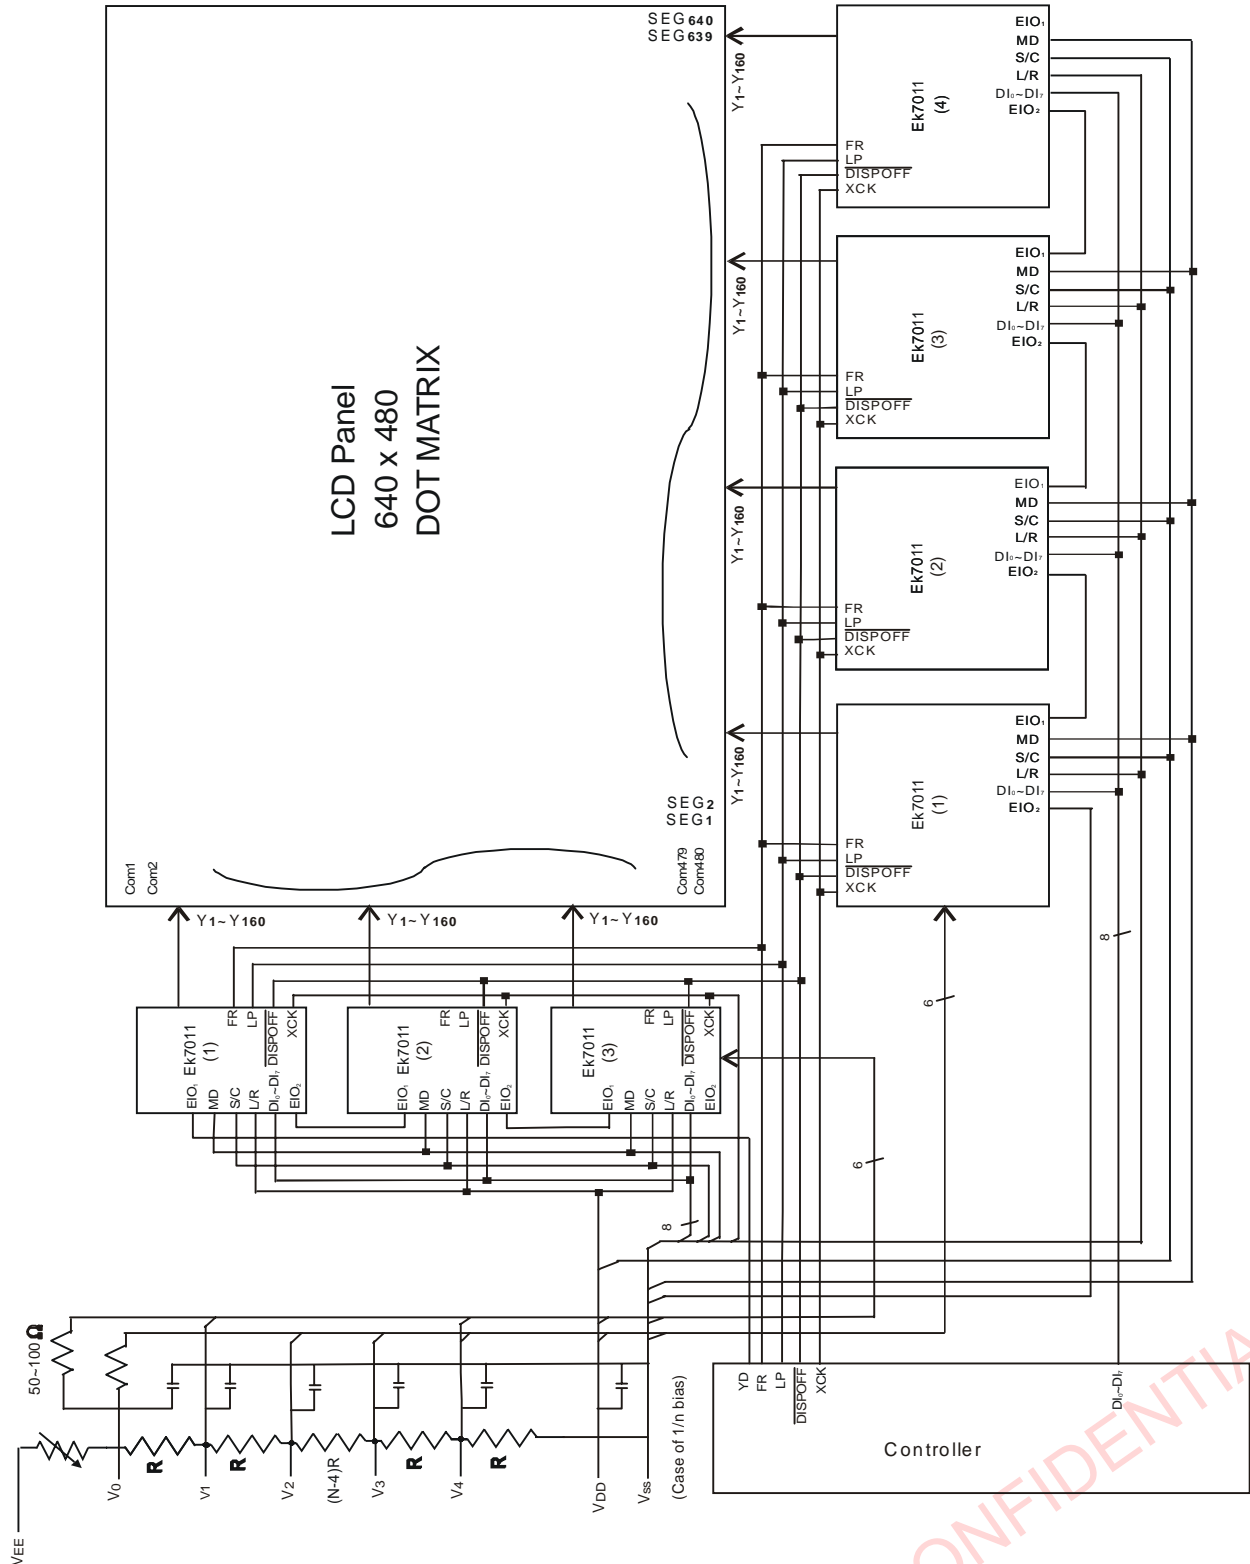 SEG640
SEG639
Y1~Y160
EIO1
MD
S/C
L/R
DI0~DI7
EIO2
Ek7011
(4)
FR
LP
DISPOFF
XCK
Y1~Y160
EIO1
MD
S/C
L/R
DI0~DI7
EIO2
Ek7011
(3)
FR
LP
DISPOFF
XCK
LCD Panel
640 x 480
DOT MATRIX
Y1~Y160
EIO1
MD
S/C
L/R
DI0~DI7
EIO2
Ek7011
(2)
FR
LP
DISPOFF
XCK
Y1~Y160
EIO1
MD
S/C
L/R
DI0~DI7
EIO2
Ek7011
(1)
FR
LP
DISPOFF
XCK
SEG2
SEG1
Com1
Com2
Com479
Com480
Y1~Y160
Y1~Y160
Y1~Y160
8
6
Ek7011
(1)
FR
LP
DISPOFF
XCK
EIO1
MD
S/C
L/R
DI0~DI7
EIO2
Ek7011
(2)
FR
LP
DISPOFF
XCK
EIO1
MD
S/C
L/R
DI0~DI7
EIO2
Ek7011
(3)
FR
LP
DISPOFF
XCK
EIO1
MD
S/C
L/R
DI0~DI7
EIO2
6
8
50~100Ω
R
R
(N-4)R
R
R
VEE
V0
V1
V2
V3
V4
VDD
Vss
(Case of 1/n bias)
YD
FR
LP
DISPOFF
XCK
DI0~DI7
Controller
ONFIDENTIA